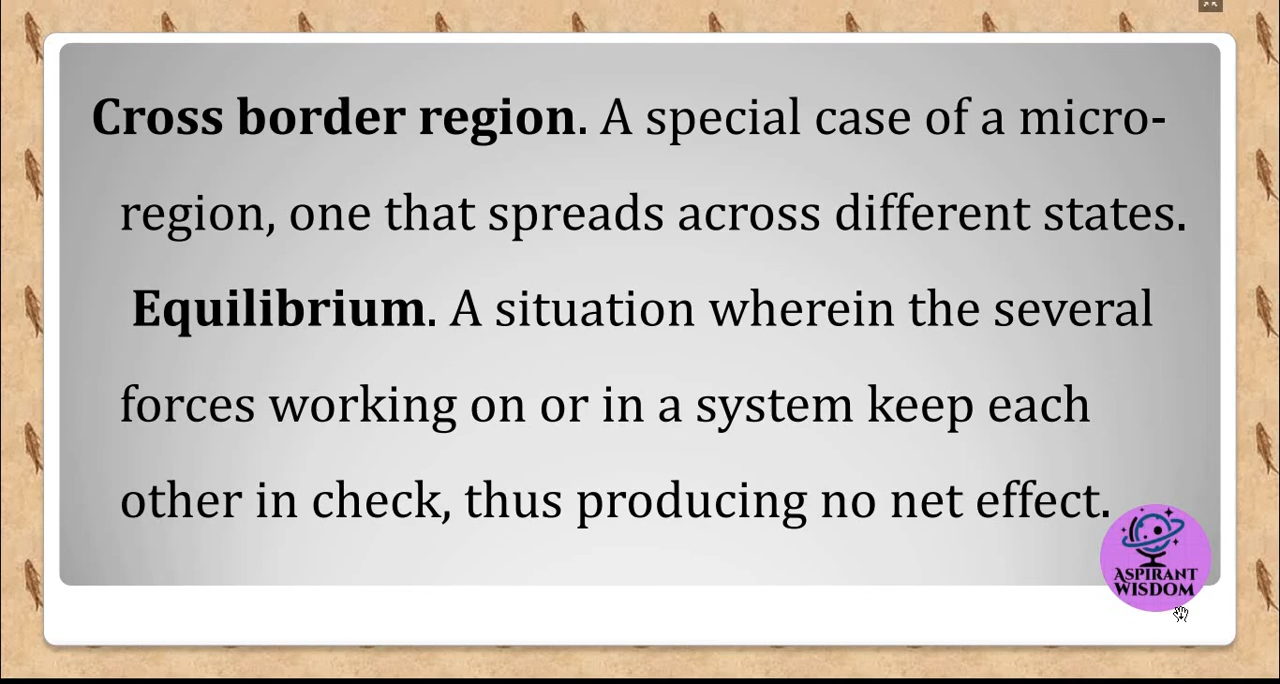 Cross border region. A special case of a micro-
region, one that spreads across different states.
Equilibrium. A situation wherein the several
forces working on or in a system keep each
other in check, thus producing no net effect.
ASPIRANT
WISDOM